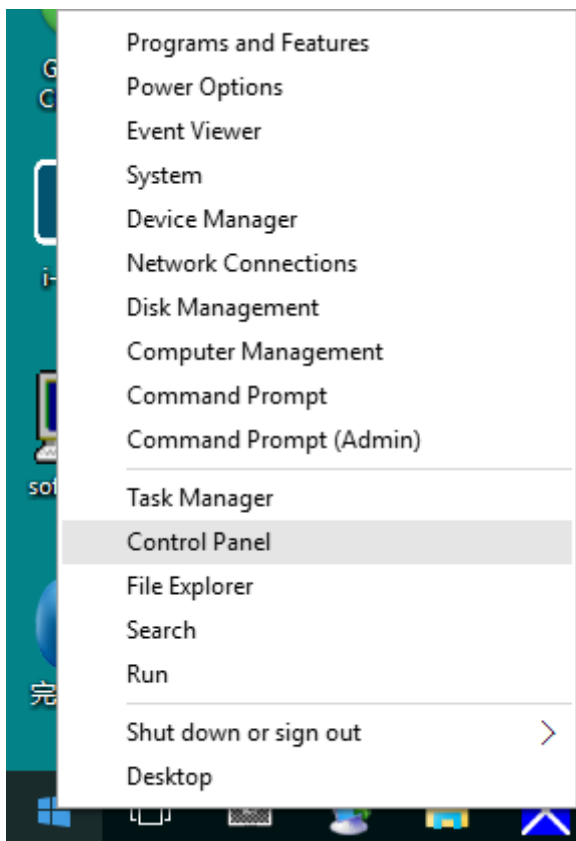 Programs and Features
Power Options
Event Viewer
System
Device Manager
Network Connections
Disk Management
Computer Management
Command Prompt
Command Prompt (Admin)
Task Manager
Control Panel
File Explorer
Search
Run
Shut down or sign out
Desktop